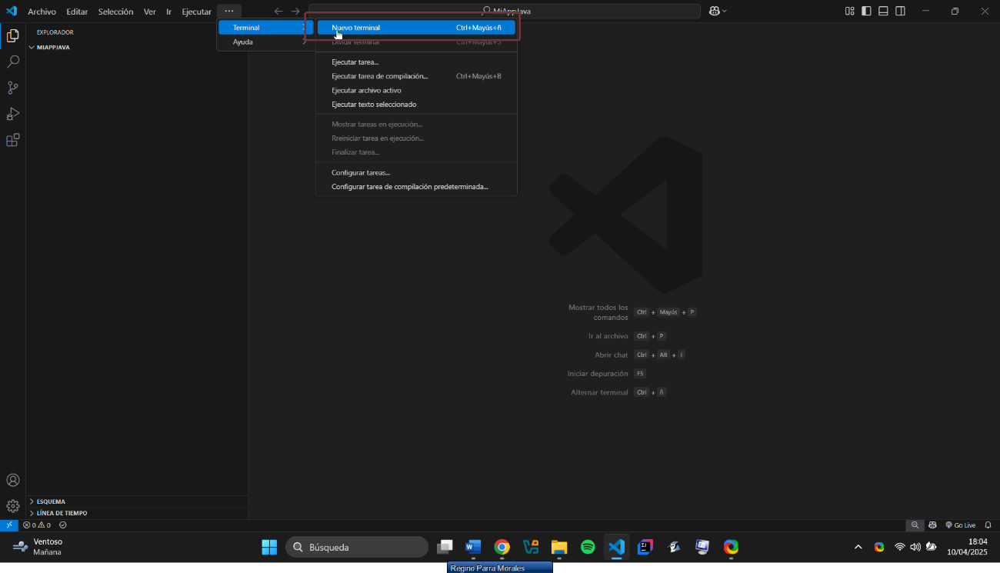 Archivo Editar Selección Ver Ir Ejecutar ··· MiAppJava
Terminal
Ayuda
Nuevo terminal Ctrl+Mayús+ñ
Dividir terminal Ctrl+Mayús+5
Ejecutar tarea...
Ejecutar tarea de compilación... Ctrl+Mayús+B
Ejecutar archivo activo
Ejecutar texto seleccionado
Mostrar tareas en ejecución...
Rreiniciar tarea en ejecución...
Finalizar tarea...
Configurar tareas...
Configurar tarea de compilación predeterminada...
EXPLORADOR
MIAPPJAVA
Mostrar todos los
comandos Ctrl + Mayús + P
Ir al archivo Ctrl + P
Abrir chat Ctrl + Alt + I
Iniciar depuración F5
Alternar terminal Ctrl + ñ
ESQUEMA
LÍNEA DE TIEMPO
0 0 Go Live
Ventoso
Mañana
Búsqueda
18:04
10/04/2025
Regino Parra Morales